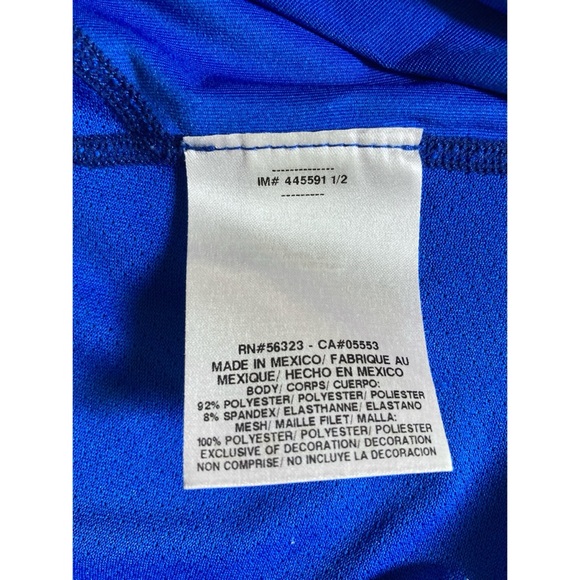 IM# 445591 1/2
RN#56323 - CA#05553
MADE IN MEXICO/ FABRIQUE AU
MEXIQUE/ HECHO EN MEXICO
BODY/ CORPS/ CUERPO:
92% POLYESTER/ POLYESTER/ POLIESTER
8% SPANDEX/ ELASTHANNE/ ELASTANO
MESH/ MAILLE FILET/ MALLA:
100% POLYESTER/ POLYESTER/ POLIESTER
EXCLUSIVE OF DECORATION/ DECORATION
NON COMPRISE/ NO INCLUYE LA DECORACION